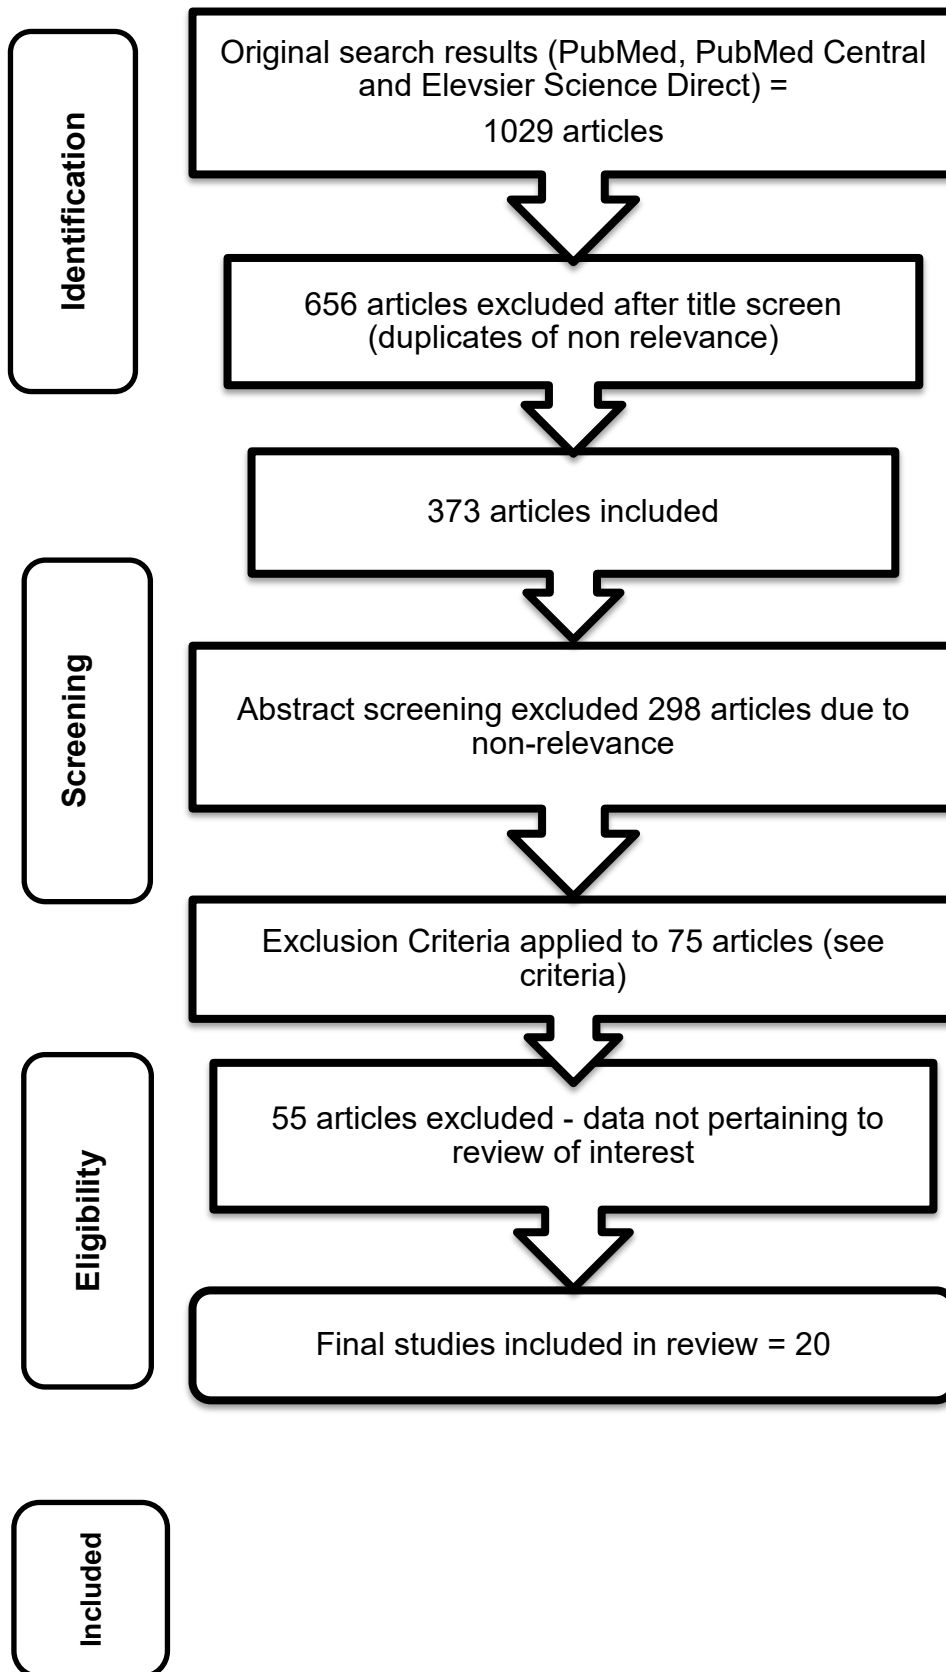 Identification
Original search results (PubMed, PubMed Central
and Elevsier Science Direct) =
1029 articles
656 articles excluded after title screen
(duplicates of non relevance)
373 articles included
Screening
Abstract screening excluded 298 articles due to
non-relevance
Exclusion Criteria applied to 75 articles (see
criteria)
Eligibility
55 articles excluded - data not pertaining to
review of interest
Final studies included in review = 20
Included